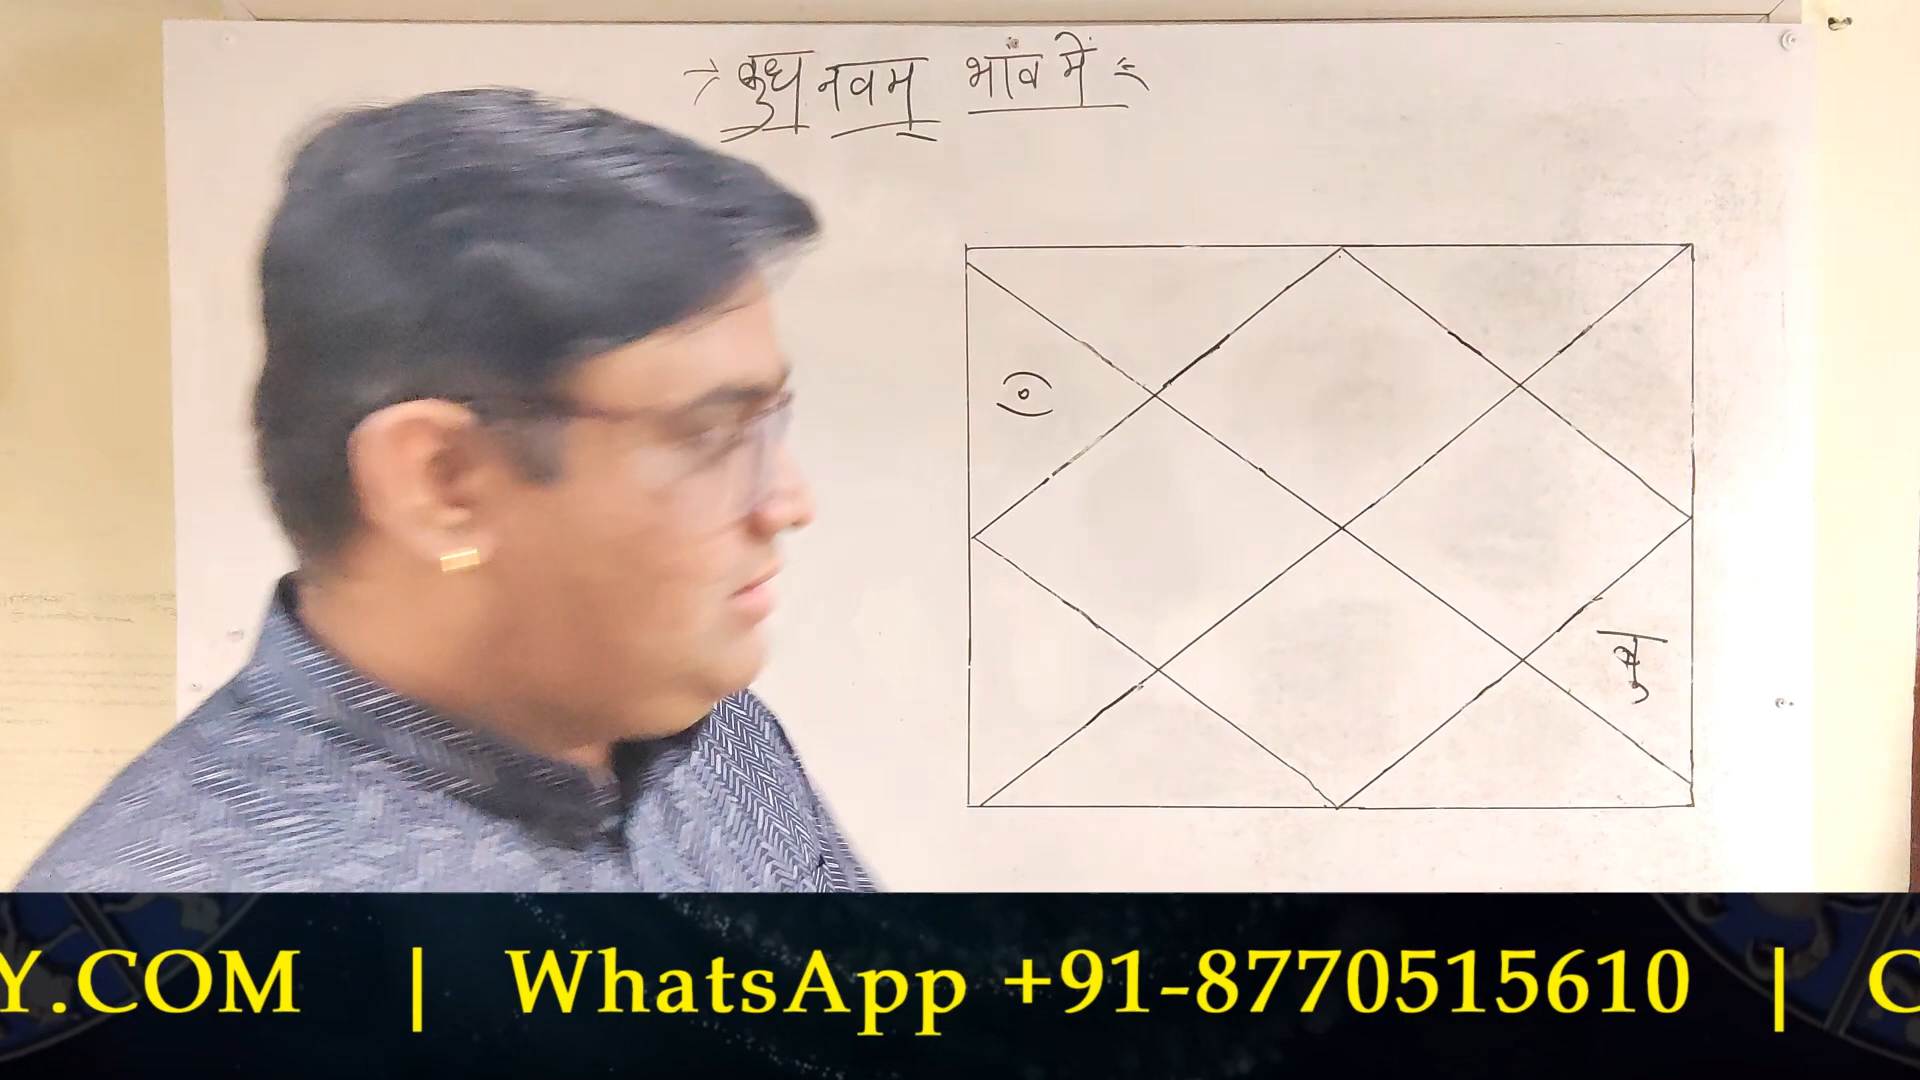 बुध नवम् भाव में
बु
Y.COM | WhatsApp +91-8770515610 | C